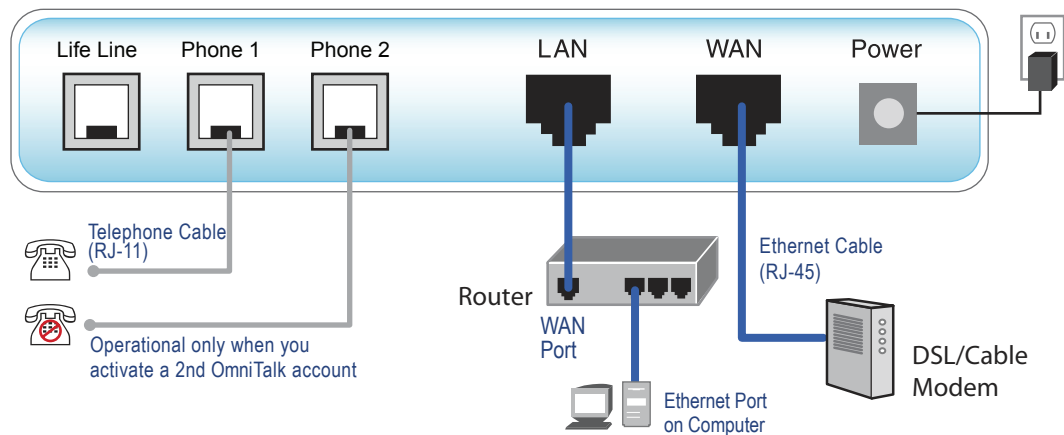 Life Line
Phone 1
Phone 2
LAN
WAN
Power
Telephone Cable
(RJ-11)
Operational only when you
activate a 2nd OmniTalk account
Router
WAN
Port
Ethernet Port
on Computer
Ethernet Cable
(RJ-45)
DSL/Cable
Modem